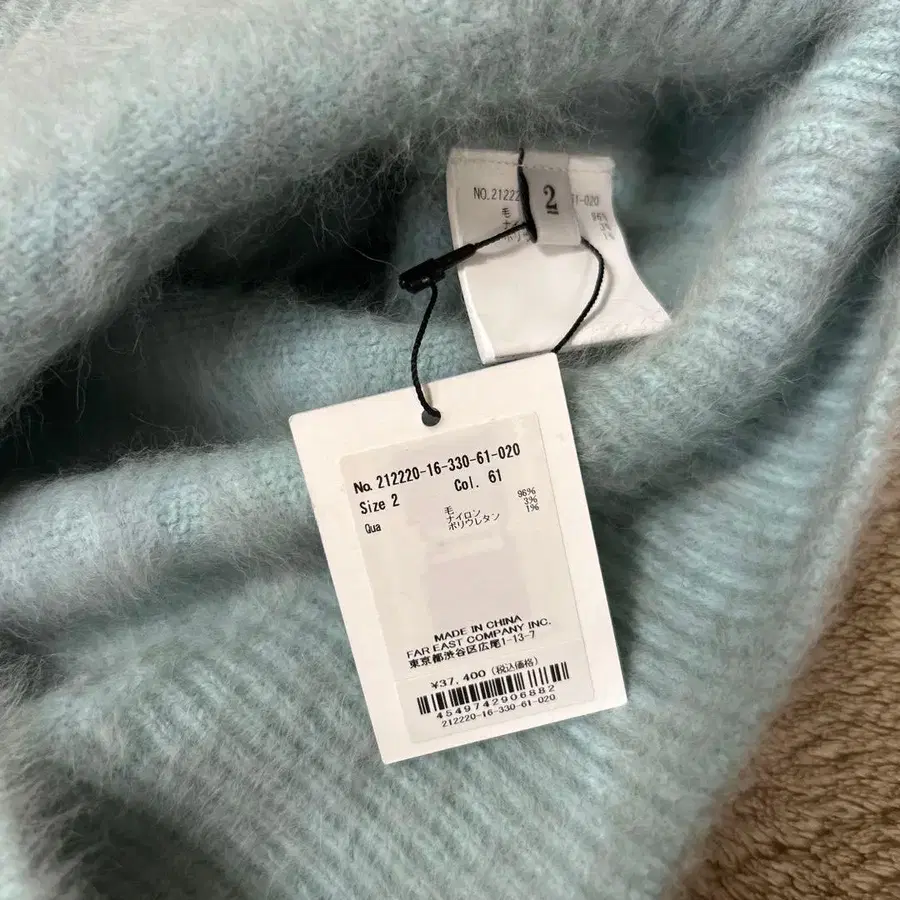 NO.21222
2
61-020
毛
96%
3%
1%
No. 212220-16-330-61-020
Size 2 Col. 61
Qua 毛 96%
ナイロン 3%
ポリウレタン 1%
MADE IN CHINA
FAR EAST COMPANY INC.
東京都渋谷区広尾1-13-7
¥37,400(税込価格)
4549742906882
212220-16-330-61-020